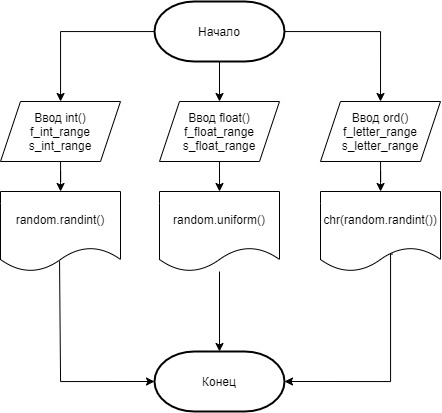 Начало
Ввод int()
f_int_range
s_int_range
Ввод float()
f_float_range
s_float_range
Ввод ord()
f_letter_range
s_letter_range
random.randint()
random.uniform()
chr(random.randint())
Конец